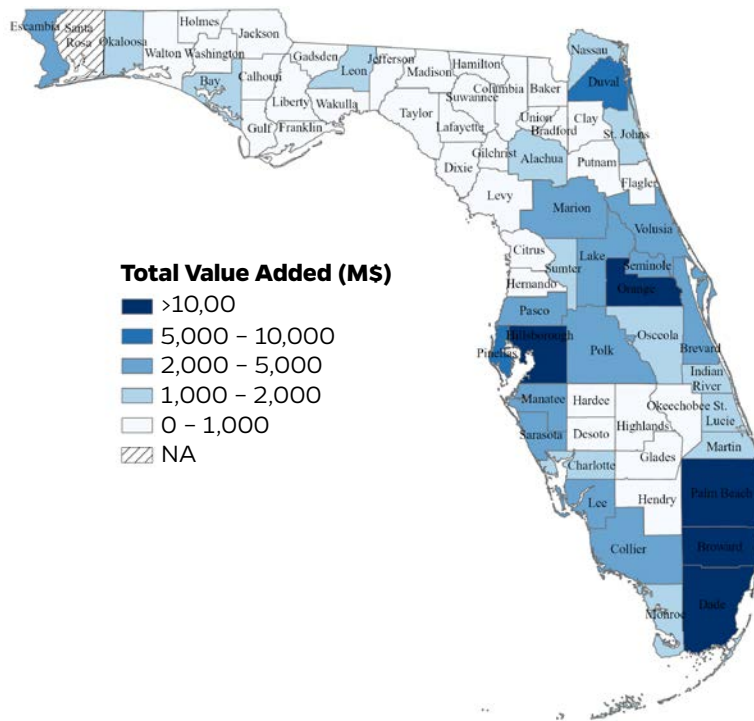 Escambia
Santa
Rosa
Okaloosa
Walton
Holmes
Washington
Jackson
Bay
Calhoun
Gulf
Liberty
Franklin
Gadsden
Leon
Wakulla
Jefferson
Madison
Taylor
Hamilton
Suwannee
Lafayette
Dixie
Columbia
Gilchrist
Levy
Baker
Union
Bradford
Alachua
Nassau
Duval
Clay
St. Johns
Putnam
Flagler
Marion
Volusia
Citrus
Sumter
Lake
Seminole
Orange
Hernando
Pasco
Hillsborough
Pinellas
Polk
Osceola
Brevard
Indian
River
Manatee
Hardee
Okeechobee
St.
Lucie
Highlands
Sarasota
Desoto
Martin
Charlotte
Glades
Lee
Hendry
Palm Beach
Collier
Broward
Monroe
Dade
Total Value Added (M$)
>10,00
5,000 – 10,000
2,000 – 5,000
1,000 – 2,000
0 – 1,000
NA